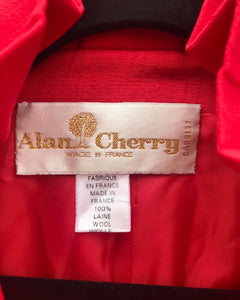 Alan Cherry
MADE IN FRANCE
FABRIQUE
EN FRANCE
MADE IN
FRANCE
100%
LAINE
WOOL